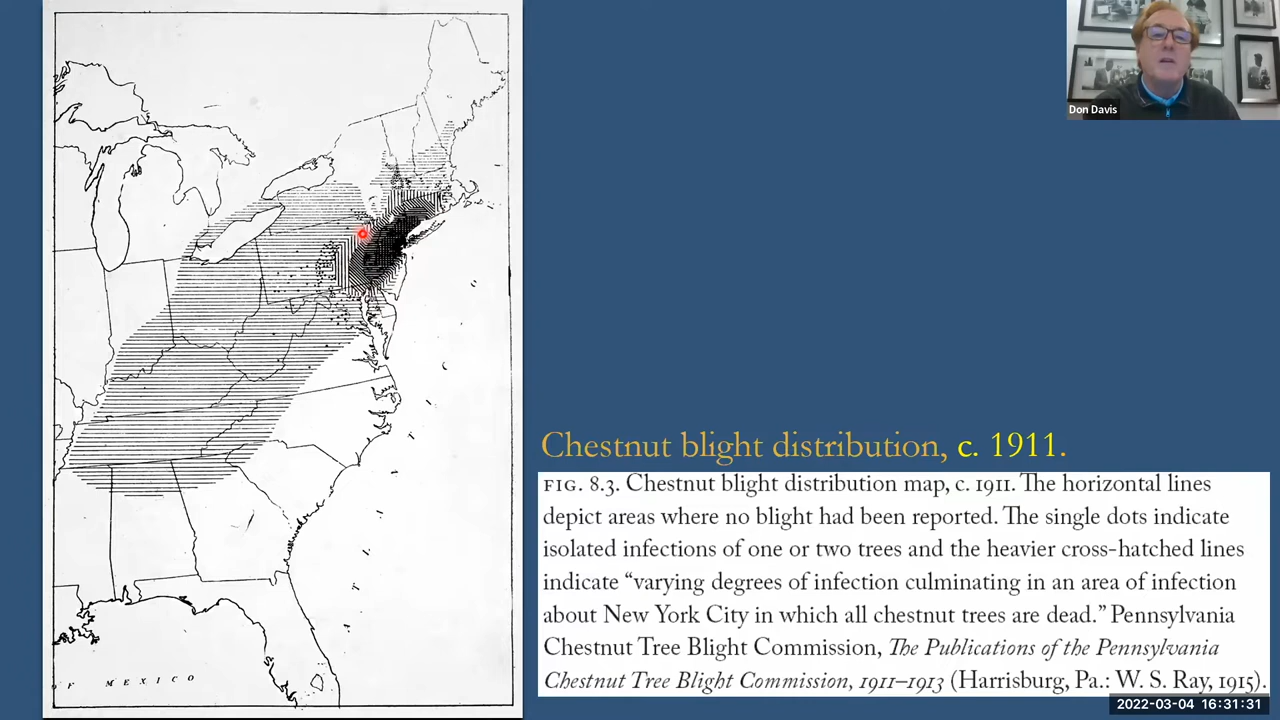 Don Davis
C
T
A
I
L
T
A
OF MEXICO
Chestnut blight distribution, c. 1911.
FIG. 8.3. Chestnut blight distribution map, c. 1911. The horizontal lines
depict areas where no blight had been reported. The single dots indicate
isolated infections of one or two trees and the heavier cross-hatched lines
indicate “varying degrees of infection culminating in an area of infection
about New York City in which all chestnut trees are dead.” Pennsylvania
Chestnut Tree Blight Commission, The Publications of the Pennsylvania
Chestnut Tree Blight Commission, 1911–1913 (Harrisburg, Pa.: W. S. Ray, 1915).
2022-03-04 16:31:31